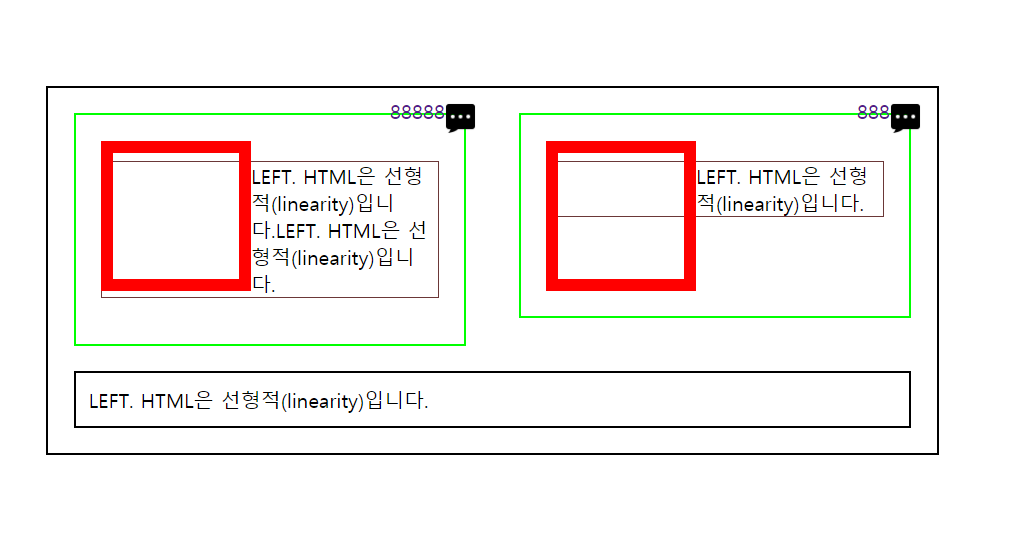 88888
LEFT. HTML은 선형
적(linearity)입니
다.LEFT. HTML은 선
형적(linearity)입니
다.
888
LEFT. HTML은 선형
적(linearity)입니다.
LEFT. HTML은 선형적(linearity)입니다.